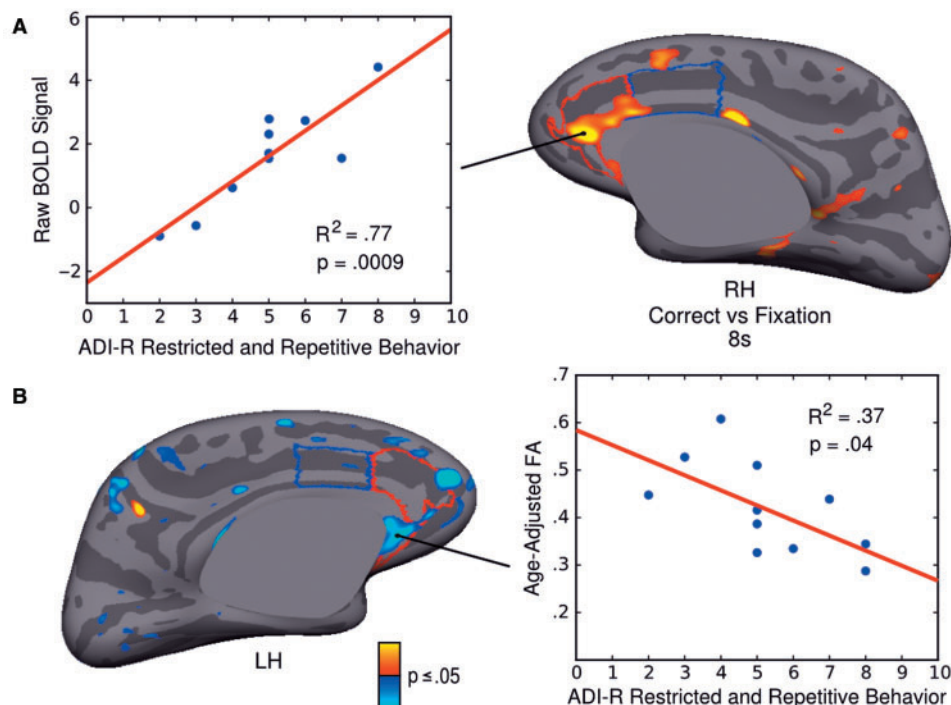 A
6
4
2
0
−2
Raw BOLD Signal
R² = .77
p = .0009
0 1 2 3 4 5 6 7 8 9 10
ADI-R Restricted and Repetitive Behavior
RH
Correct vs Fixation
8s
B
LH
p ≤ .05
.7
.6
.5
.4
.3
.2
Age-Adjusted FA
R² = .37
p = .04
0 1 2 3 4 5 6 7 8 9 10
ADI-R Restricted and Repetitive Behavior